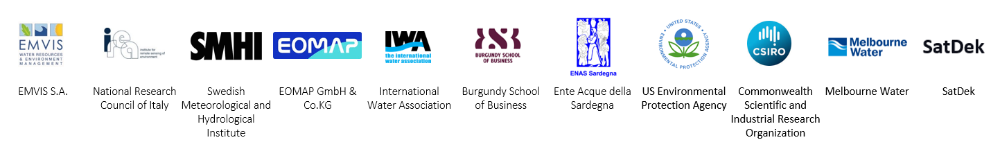 EMVIS
WATER RESOURCES
& ENVIRONMENT
MANAGEMENT
EMVIS S.A.
irea
institute for
remote sensing of
environment
National Research
Council of Italy
SMHI
Swedish
Meteorological and
Hydrological
Institute
EOMAP
EOMAP GmbH &
Co.KG
IWA
the international
water association
International
Water Association
BSB
BURGUNDY SCHOOL
OF BUSINESS
Burgundy School
of Business
ENAS Sardegna
Ente Acque della
Sardegna
UNITED STATES
ENVIRONMENTAL PROTECTION AGENCY
US Environmental
Protection Agency
CSIRO
Commonwealth
Scientific and
Industrial Research
Organization
Melbourne
Water
Melbourne Water
SatDek
SatDek